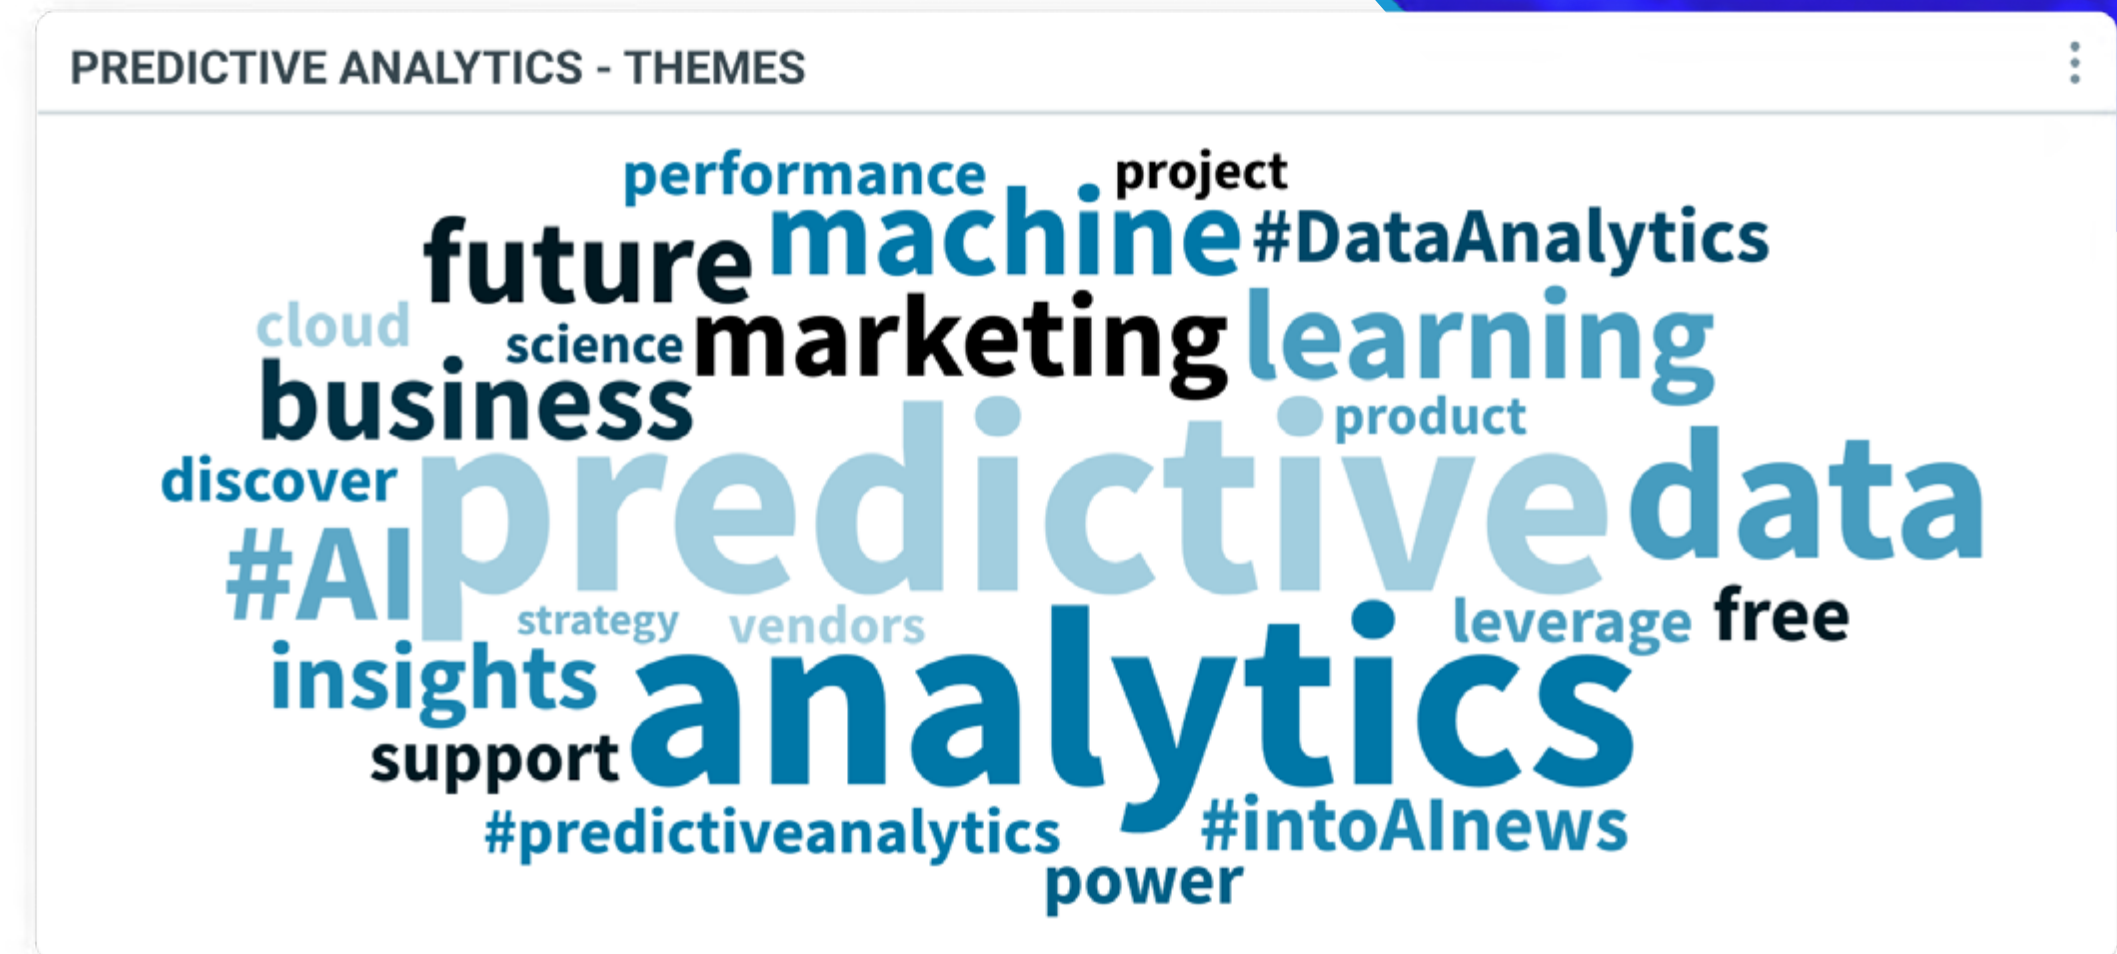 PREDICTIVE ANALYTICS - THEMES
performance project
future machine #DataAnalytics
cloud science marketing learning
business product
discover predictive data
#AI
strategy vendors leverage free
insights analytics
support
#predictiveanalytics #intoAInews
power